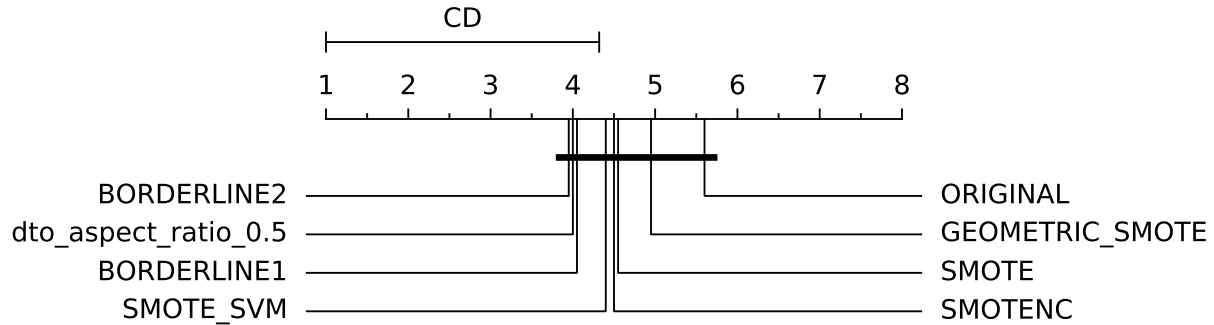 CD
1 2 3 4 5 6 7 8
BORDERLINE2 ORIGINAL
dto_aspect_ratio_0.5 GEOMETRIC_SMOTE
BORDERLINE1 SMOTE
SMOTE_SVM SMOTENC